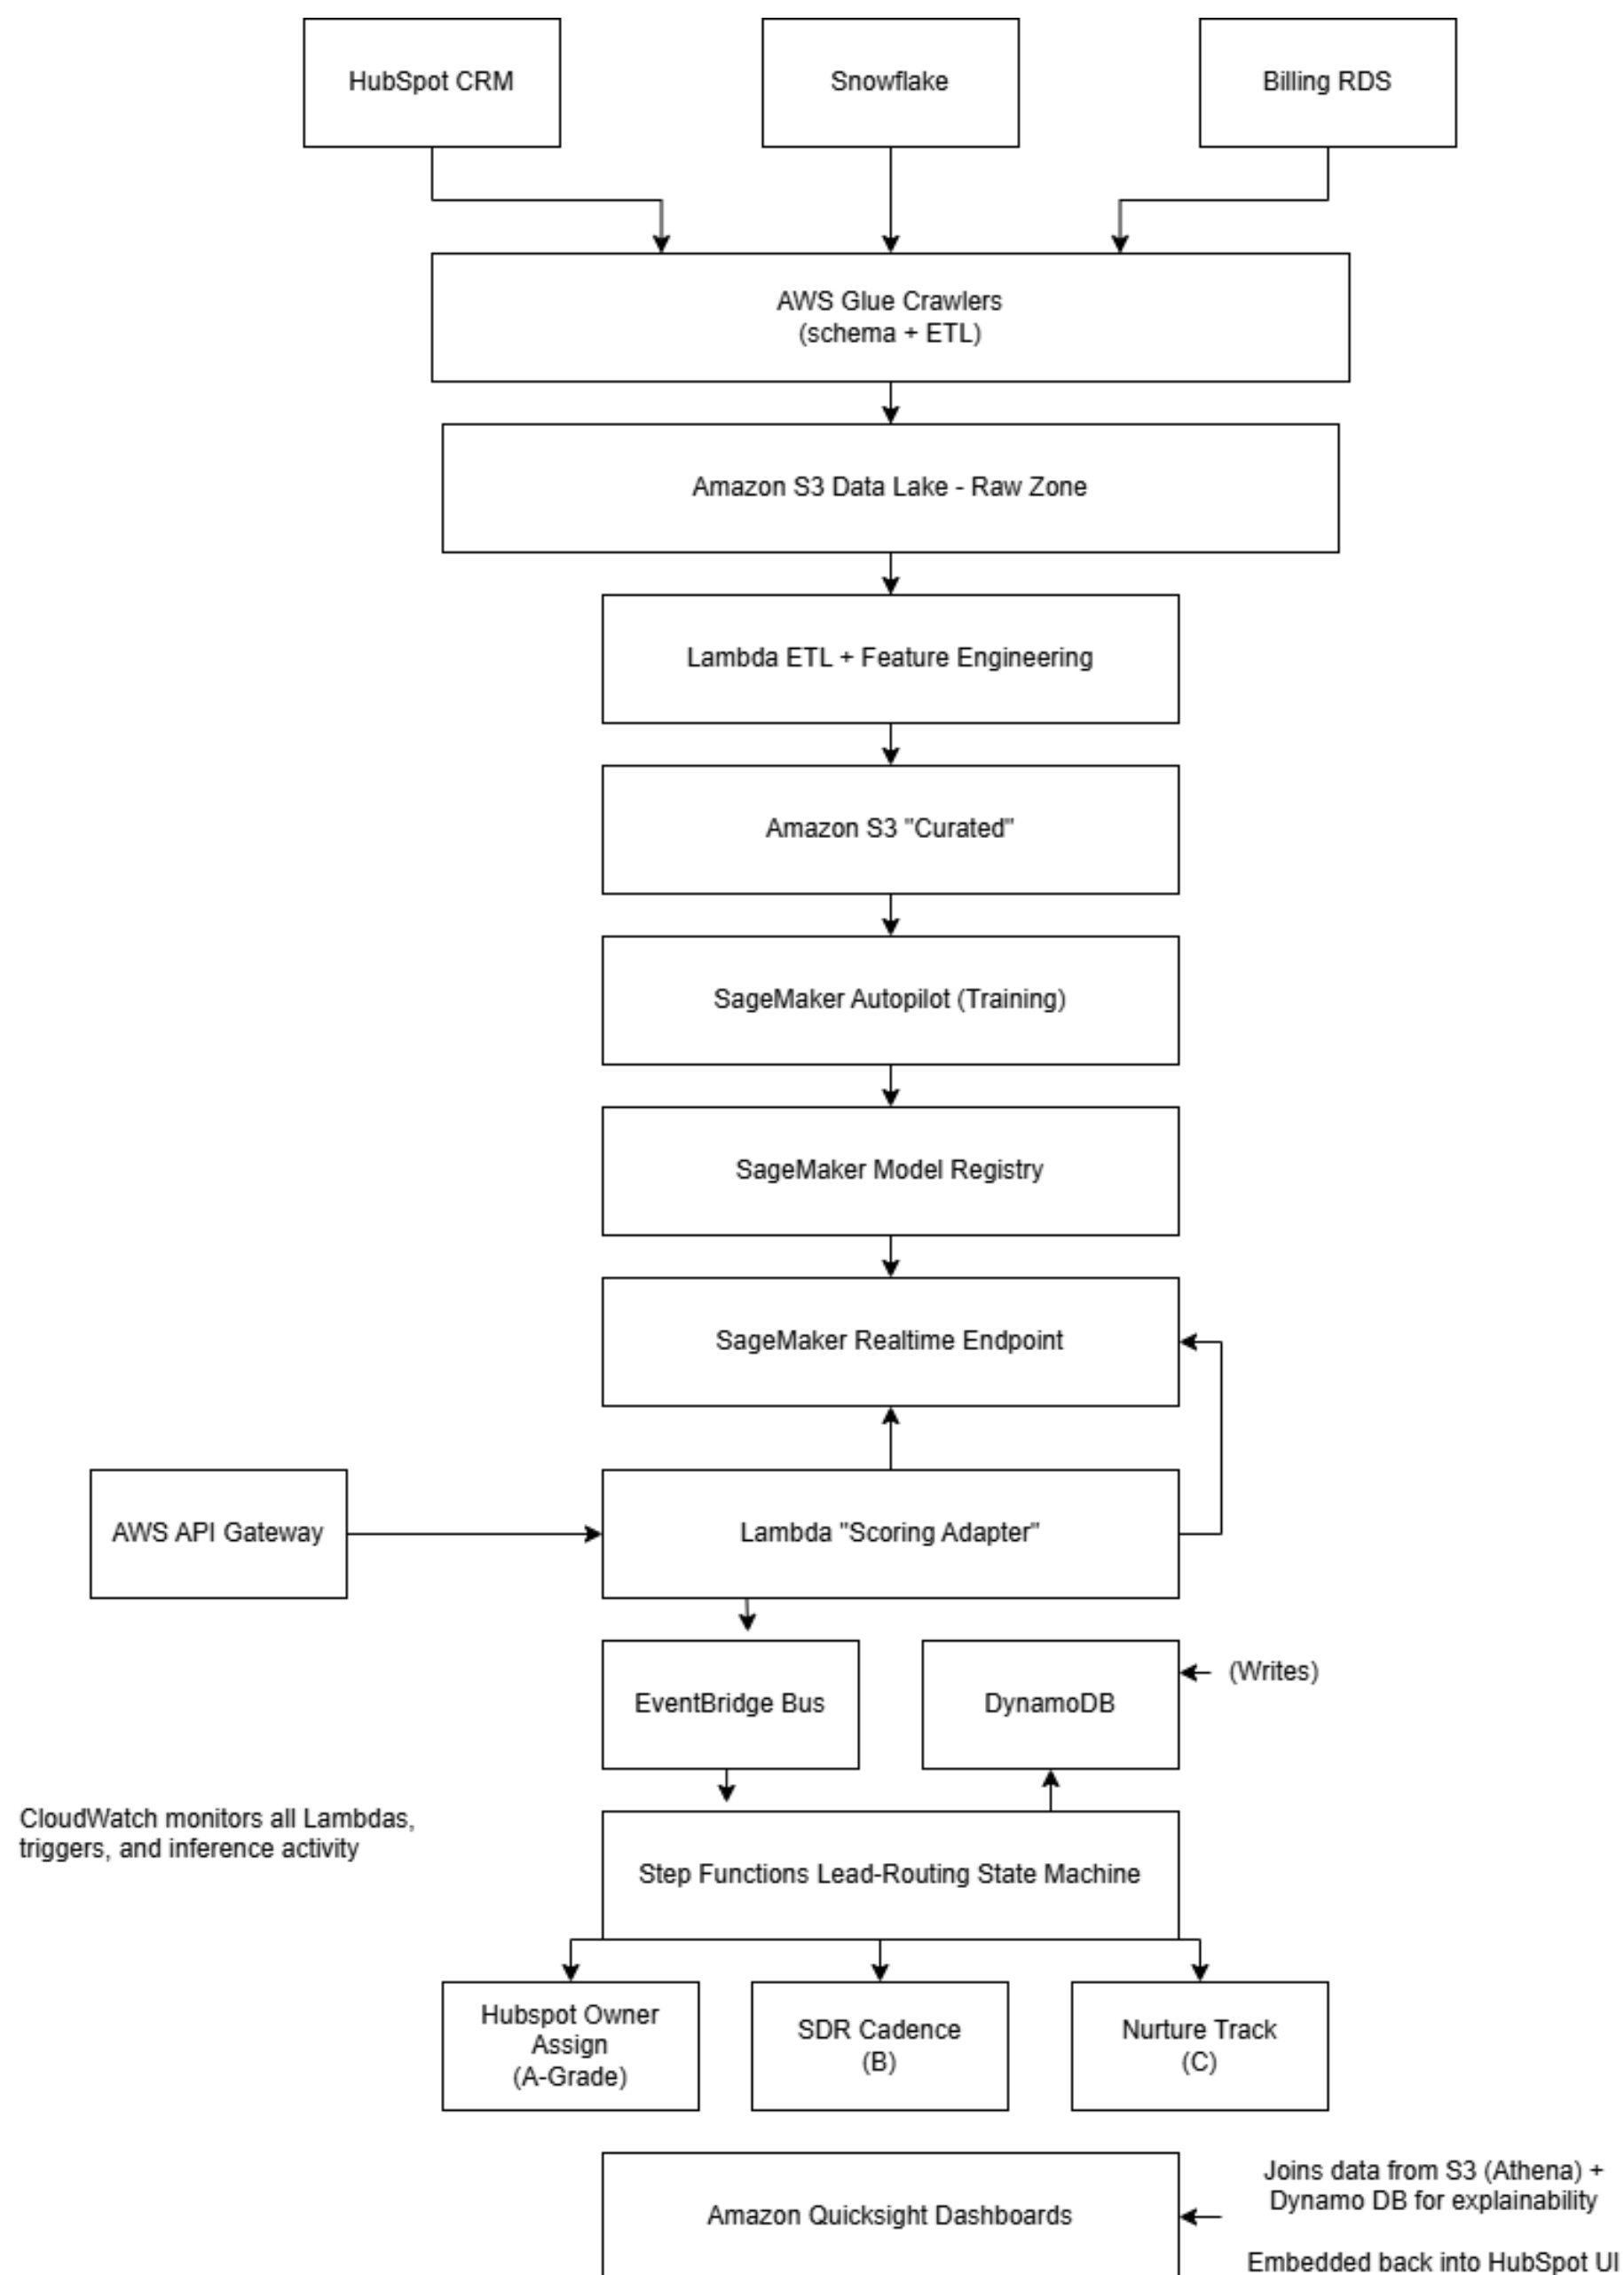 HubSpot CRM
Snowflake
Billing RDS
AWS Glue Crawlers
(schema + ETL)
Amazon S3 Data Lake - Raw Zone
Lambda ETL + Feature Engineering
Amazon S3 "Curated"
SageMaker Autopilot (Training)
SageMaker Model Registry
SageMaker Realtime Endpoint
AWS API Gateway
Lambda "Scoring Adapter"
EventBridge Bus
DynamoDB
(Writes)
CloudWatch monitors all Lambdas,
triggers, and inference activity
Step Functions Lead-Routing State Machine
Hubspot Owner
Assign
(A-Grade)
SDR Cadence
(B)
Nurture Track
(C)
Amazon Quicksight Dashboards
Joins data from S3 (Athena) +
Dynamo DB for explainability
Embedded back into HubSpot UI